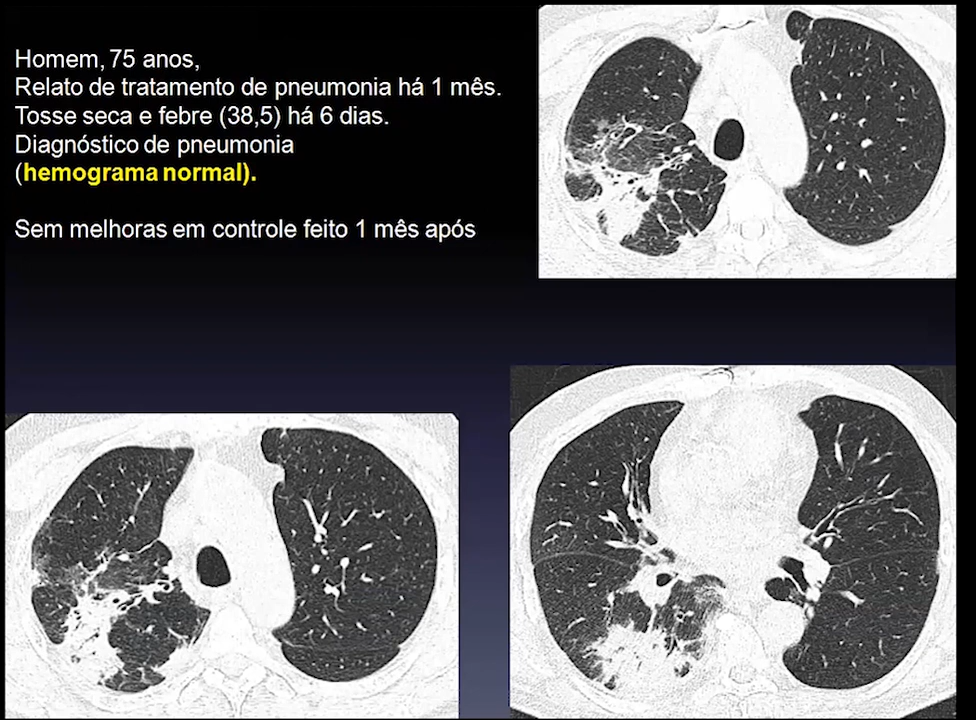 Homem, 75 anos,
Relato de tratamento de pneumonia há 1 mês.
Tosse seca e febre (38,5) há 6 dias.
Diagnóstico de pneumonia
(hemograma normal).
Sem melhoras em controle feito 1 mês após